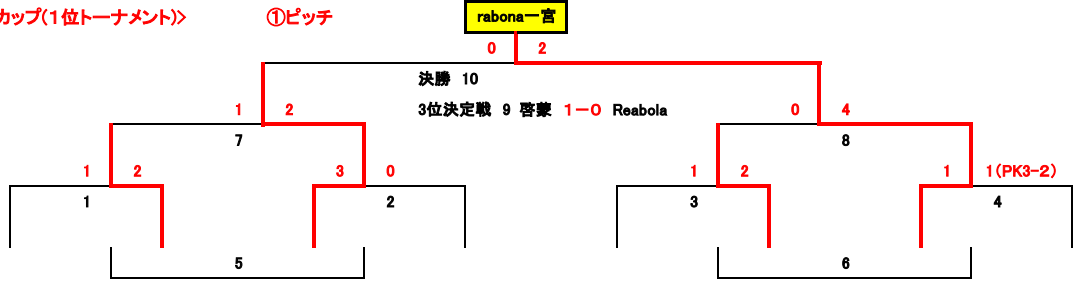 カップ(1位トーナメント)> ①ピッチ rabona一宮
0 2
決勝 10
3位決定戦 9 啓蒙 1-0 Reabola
1 2 0 4
7 8
1 2 3 0 1 2 1 1(PK3-2)
1 2 3 4
5 6